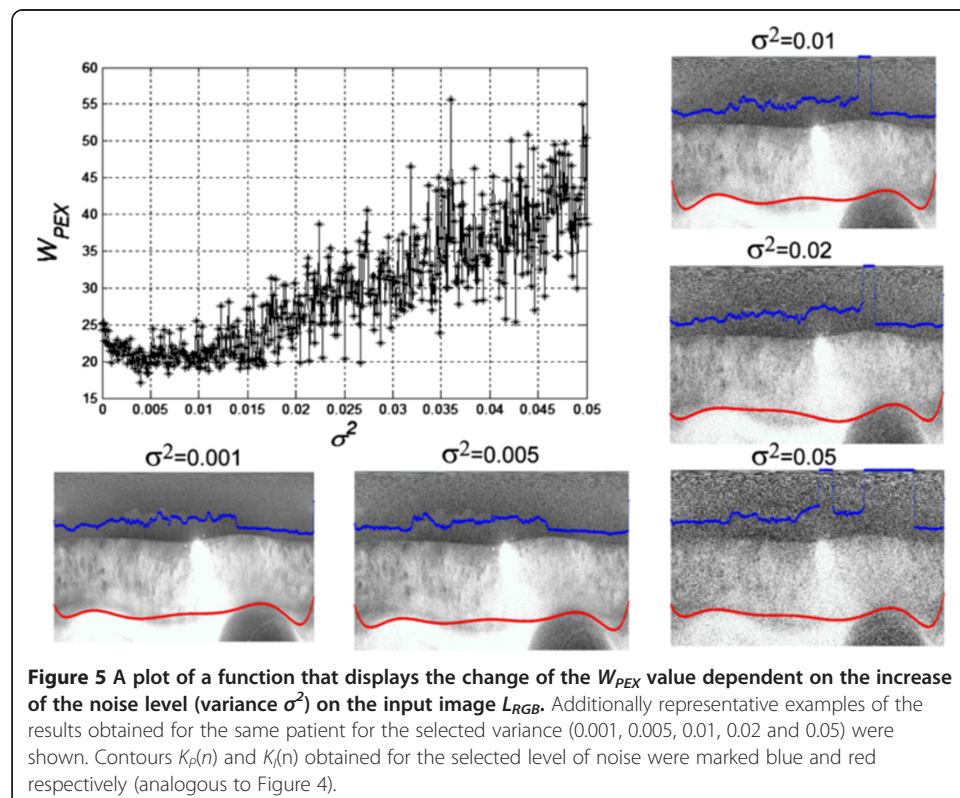 σ²=0.01
60
55
50
45
40
35
30
25
20
15
W_PEX
0 0.005 0.01 0.015 0.02 0.025 0.03 0.035 0.04 0.045 0.05
σ²
σ²=0.02
σ²=0.001
σ²=0.005
σ²=0.05
Figure 5 A plot of a function that displays the change of the W_PEX value dependent on the increase
of the noise level (variance σ²) on the input image L_RGB. Additionally representative examples of the
results obtained for the same patient for the selected variance (0.001, 0.005, 0.01, 0.02 and 0.05) were
shown. Contours K_P(n) and K_I(n) obtained for the selected level of noise were marked blue and red
respectively (analogous to Figure 4).